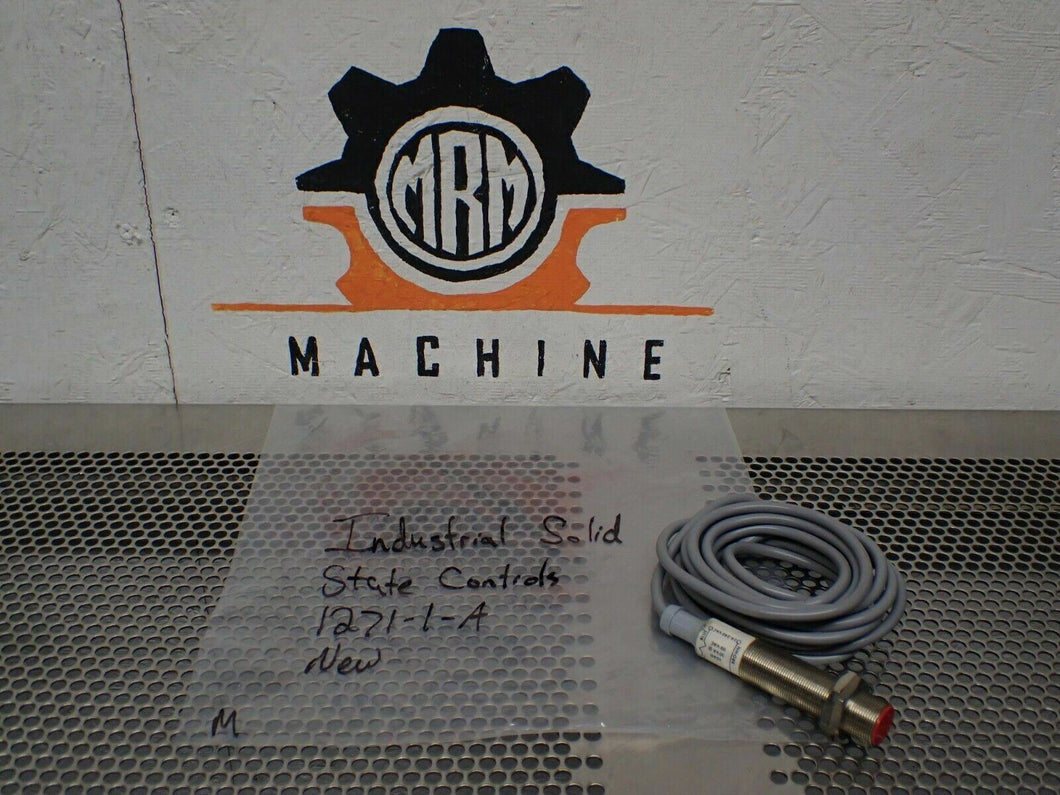 MRM
MACHINE
Industrial Solid
State Controls
1271-1-A
New
M